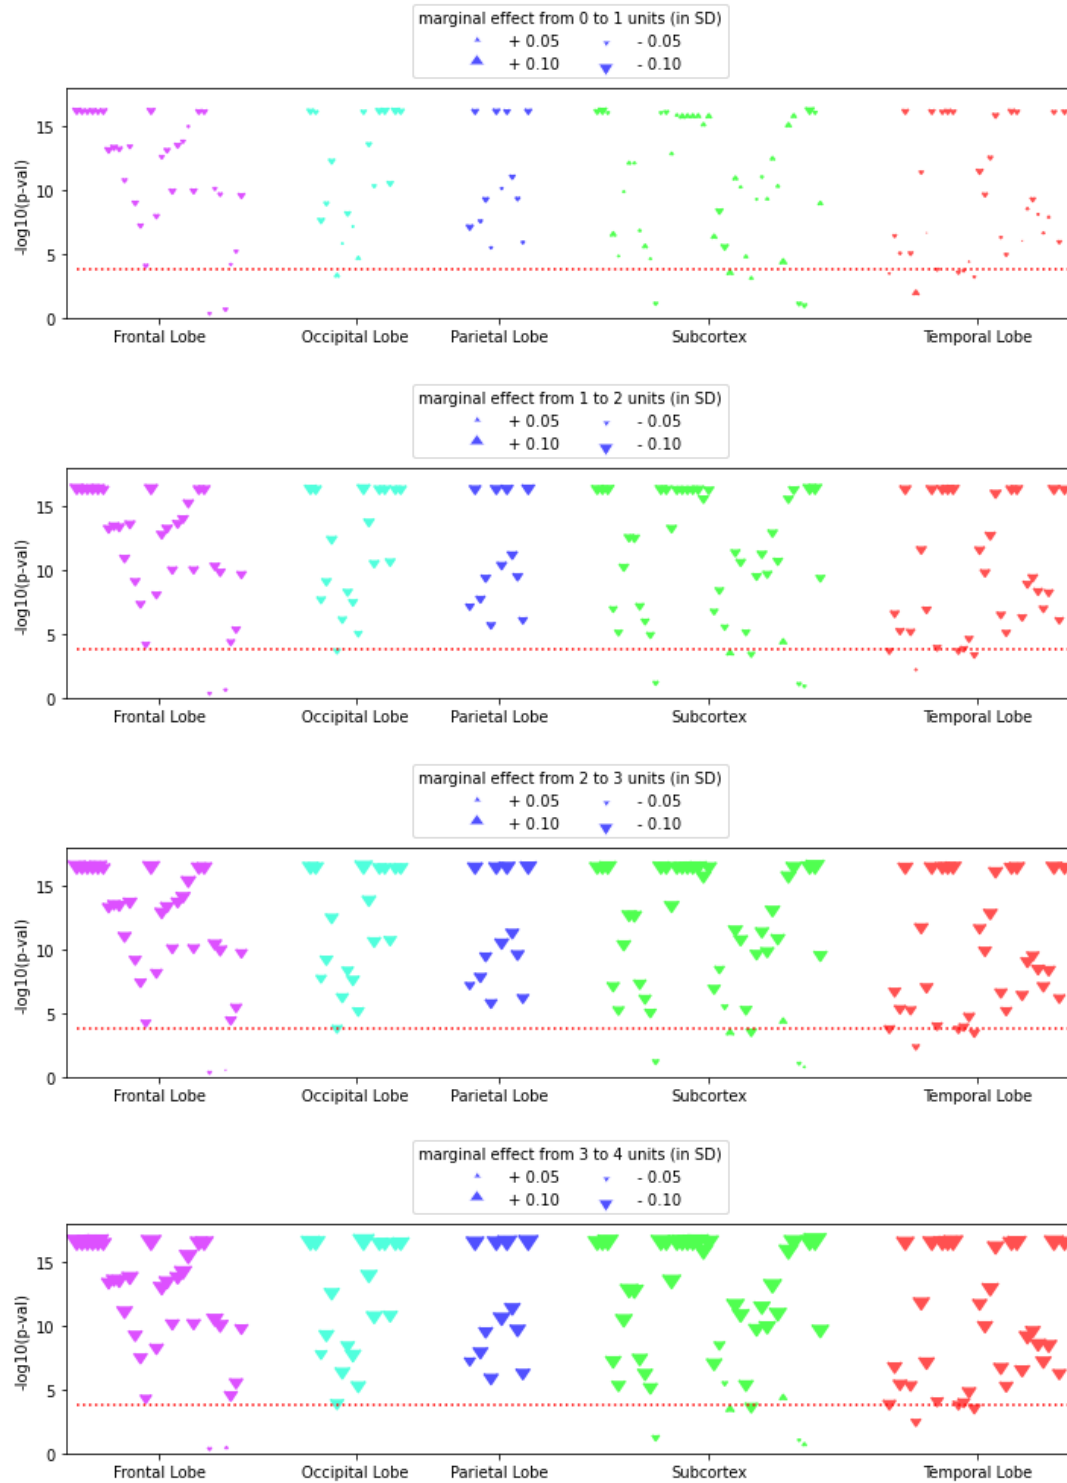 marginal effect from 0 to 1 units (in SD)
+ 0.05 - 0.05
+ 0.10 - 0.10
15
10
5
0
-log10(p-val)
Frontal Lobe Occipital Lobe Parietal Lobe Subcortex Temporal Lobe
marginal effect from 1 to 2 units (in SD)
+ 0.05 - 0.05
+ 0.10 - 0.10
15
10
5
0
-log10(p-val)
Frontal Lobe Occipital Lobe Parietal Lobe Subcortex Temporal Lobe
marginal effect from 2 to 3 units (in SD)
+ 0.05 - 0.05
+ 0.10 - 0.10
15
10
5
0
-log10(p-val)
Frontal Lobe Occipital Lobe Parietal Lobe Subcortex Temporal Lobe
marginal effect from 3 to 4 units (in SD)
+ 0.05 - 0.05
+ 0.10 - 0.10
15
10
5
0
-log10(p-val)
Frontal Lobe Occipital Lobe Parietal Lobe Subcortex Temporal Lobe